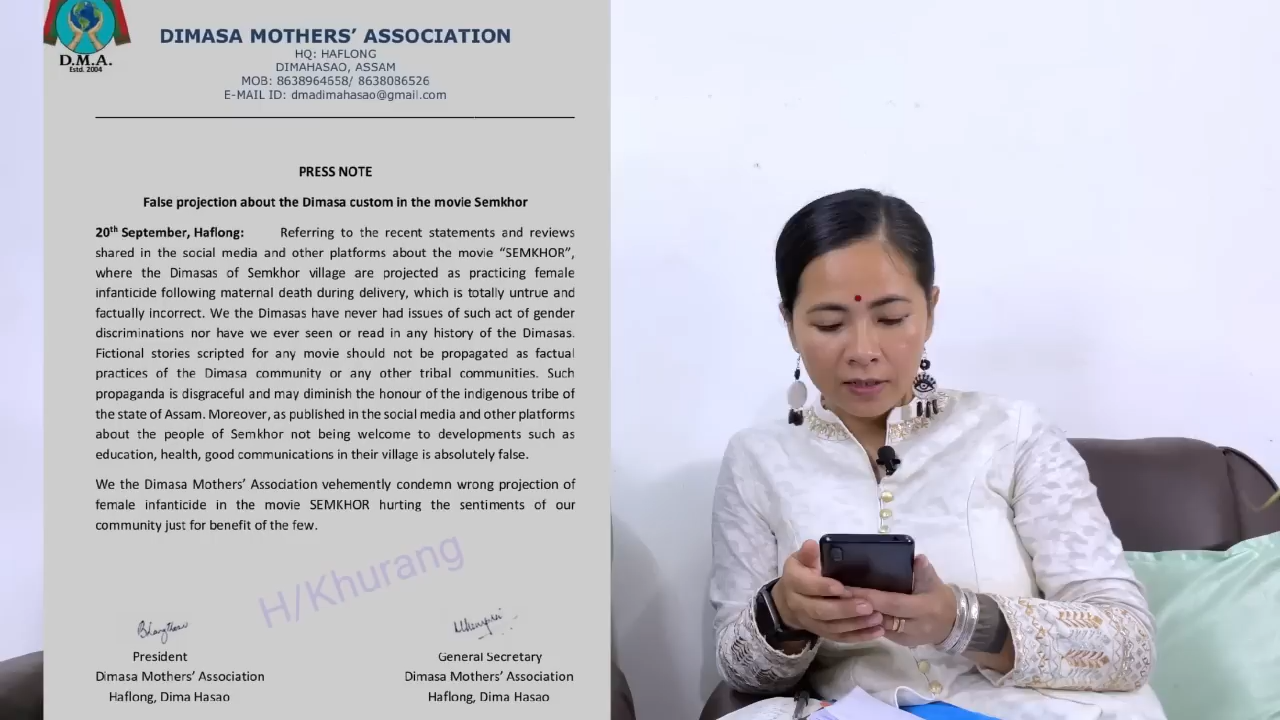 D.M.A.
Estd. 2004
DIMASA MOTHERS' ASSOCIATION
HQ: HAFLONG
DIMAHASAO, ASSAM
MOB: 8638964658/ 8638086526
E-MAIL ID: dmadimahasao@gmail.com
PRESS NOTE
False projection about the Dimasa custom in the movie Semkhor
20th September, Haflong: Referring to the recent statements and reviews
shared in the social media and other platforms about the movie “SEMKHOR”,
where the Dimasas of Semkhor village are projected as practicing female
infanticide following maternal death during delivery, which is totally untrue and
factually incorrect. We the Dimasas have never had issues of such act of gender
discriminations nor have we ever seen or read in any history of the Dimasas.
Fictional stories scripted for any movie should not be propagated as factual
practices of the Dimasa community or any other tribal communities. Such
propaganda is disgraceful and may diminish the honour of the indigenous tribe of
the state of Assam. Moreover, as published in the social media and other platforms
about the people of Semkhor not being welcome to developments such as
education, health, good communications in their village is absolutely false.
We the Dimasa Mothers' Association vehemently condemn wrong projection of
female infanticide in the movie SEMKHOR hurting the sentiments of our
community just for benefit of the few.
H/Khurang
President
Dimasa Mothers' Association
Haflong, Dima Hasao
General Secretary
Dimasa Mothers' Association
Haflong, Dima Hasao